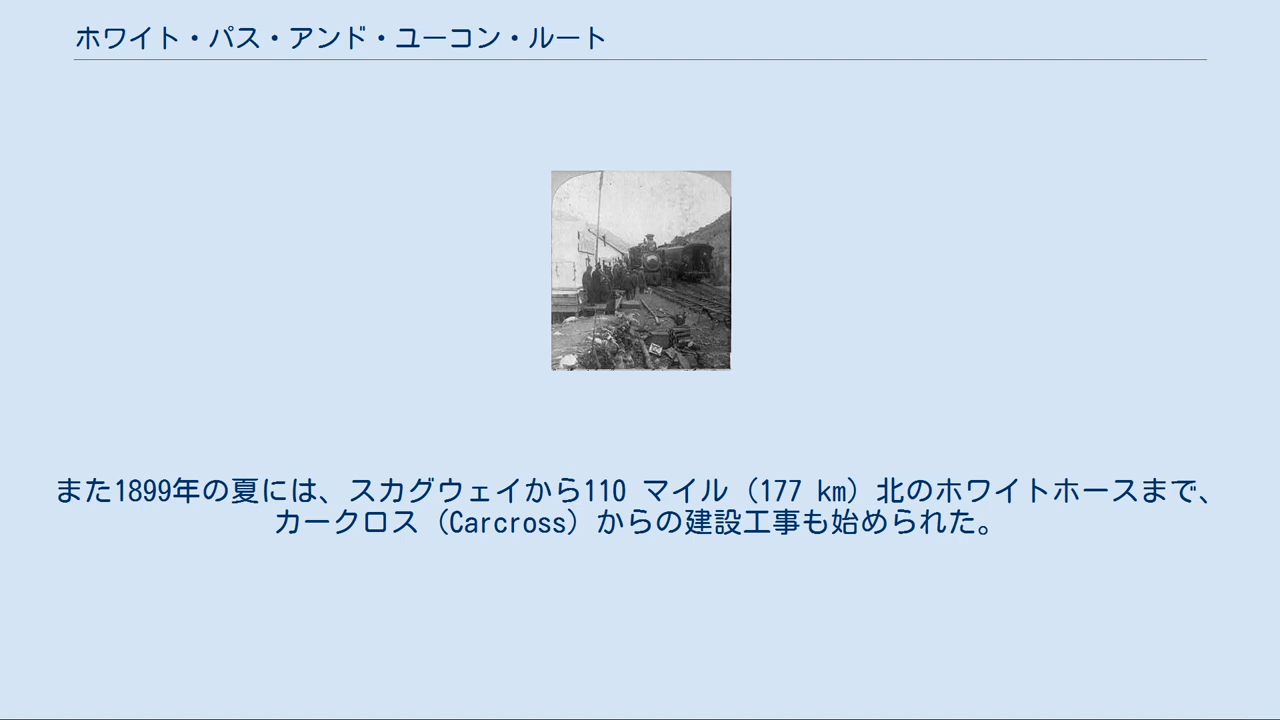 ホワイト・パス・アンド・ユーコン・ルート
また1899年の夏には、スカグウェイから110 マイル（177 km）北のホワイトホースまで、
カークロス（Carcross）からの建設工事も始められた。